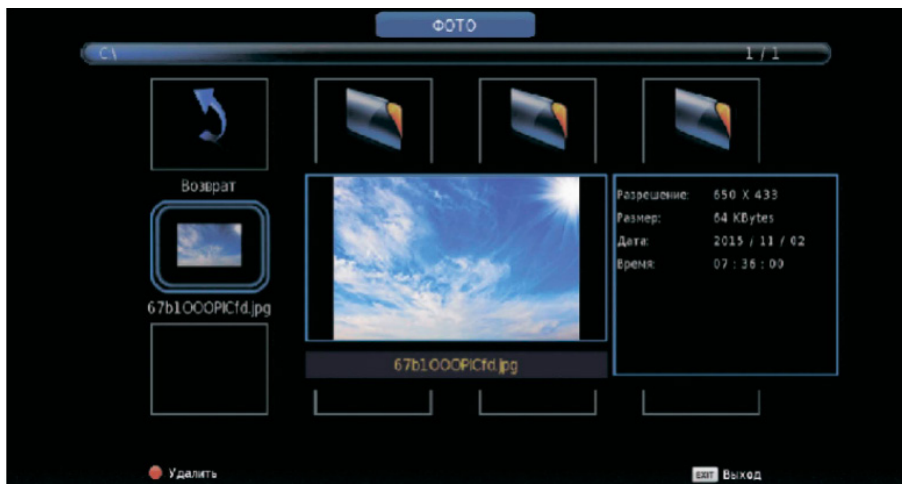 ФОТО
C:\ 1 / 1
Возврат
Разрешение: 650 X 433
Размер: 64 KBytes
Дата: 2015 / 11 / 02
Время: 07 : 36 : 00
67b1OOOPICfd.jpg
67b1OOOPICfd.jpg
Удалить
EXIT Выход